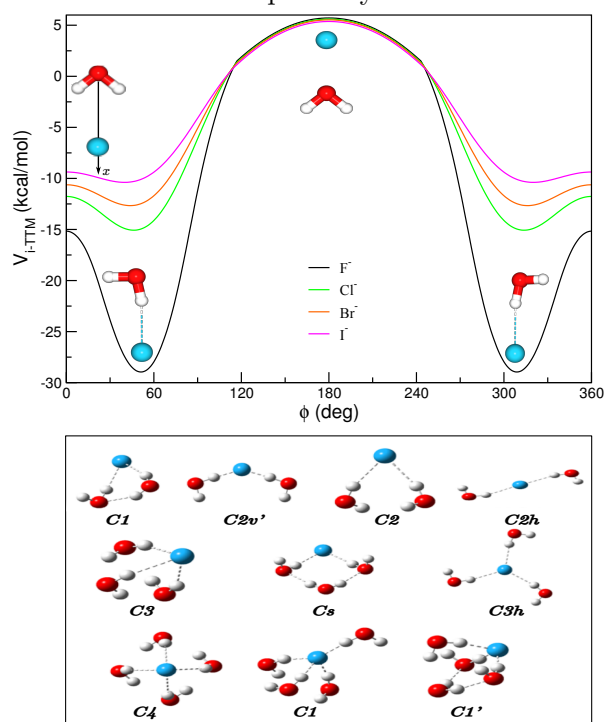 5
0
-5
-10
-15
-20
-25
-30
V_{i-TTM} (kcal/mol)
x
F^-
Cl^-
Br^-
I^-
0 60 120 180 240 300 360
ϕ (deg)
C1 C2v' C2 C2h
C3 Cs C3h
C4 C1 C1'